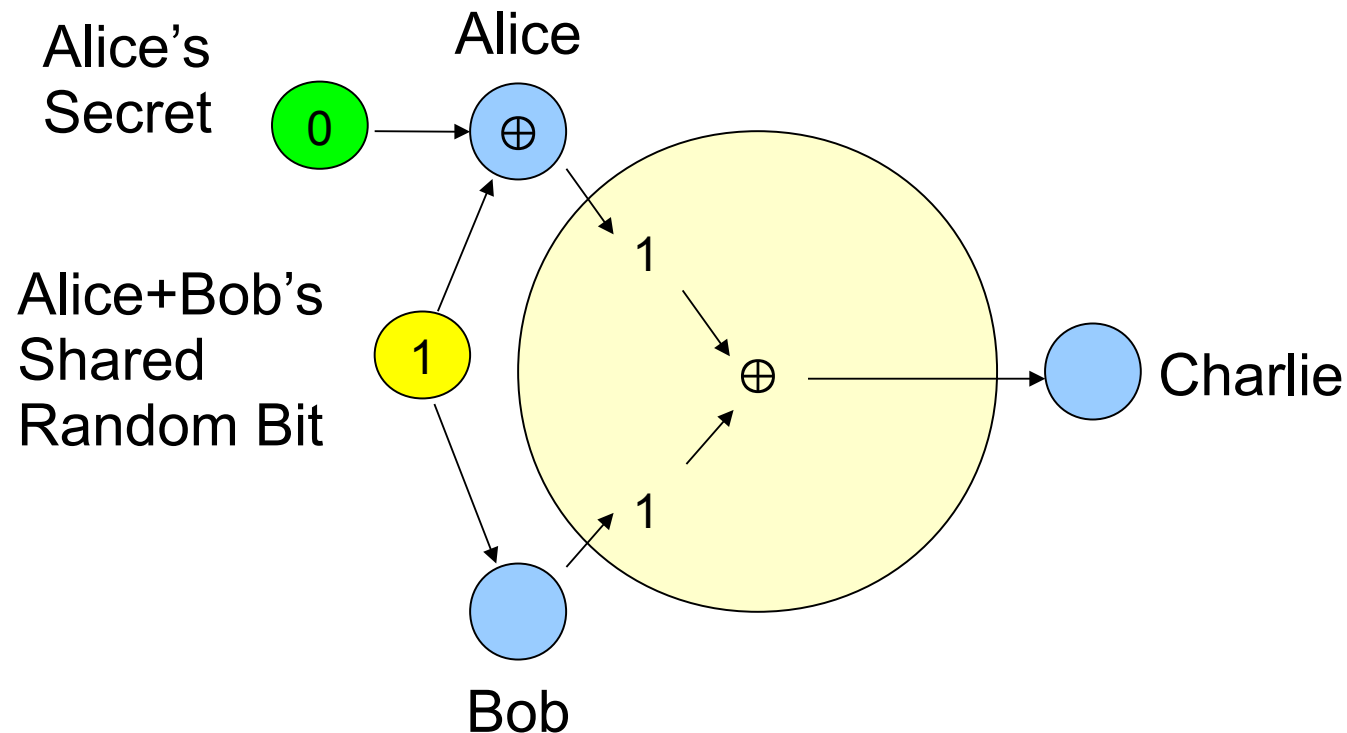 Alice's
Secret
Alice
0
⊕
1
Alice+Bob's
Shared
Random Bit
1
⊕
Charlie
1
Bob